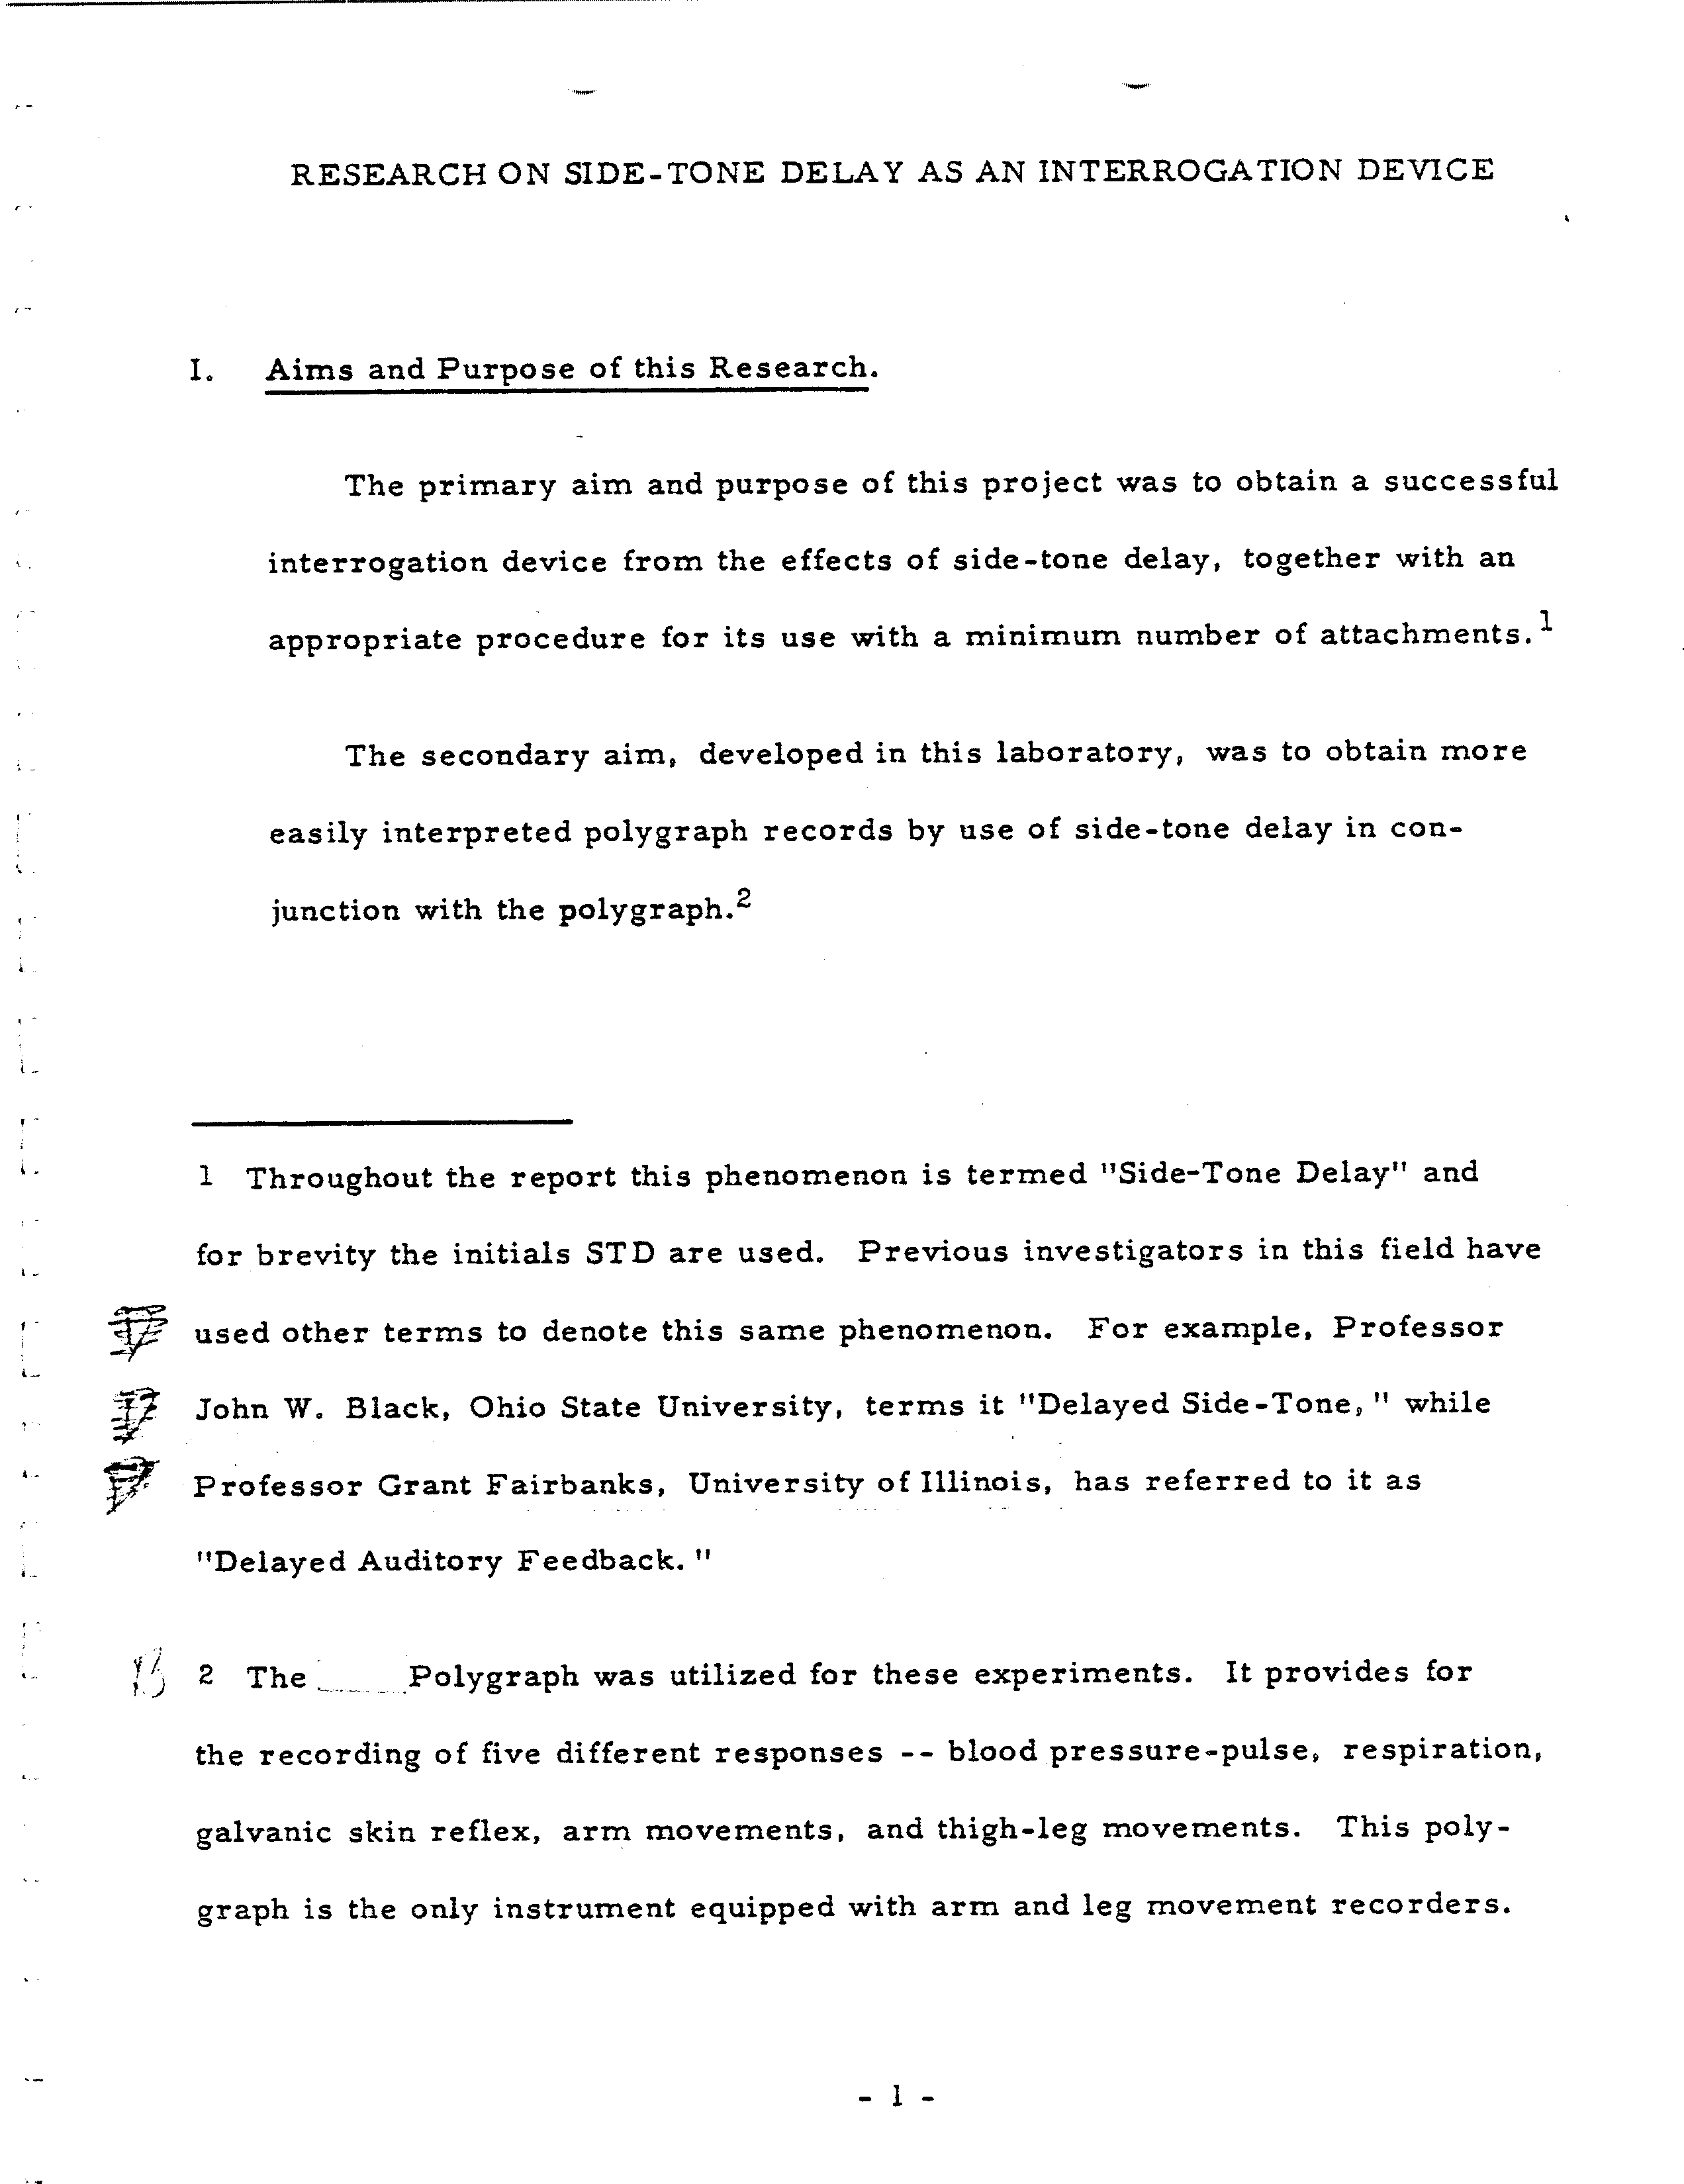 RESEARCH ON SIDE-TONE DELAY AS AN INTERROGATION DEVICE
I. Aims and Purpose of this Research.
The primary aim and purpose of this project was to obtain a successful
interrogation device from the effects of side-tone delay, together with an
appropriate procedure for its use with a minimum number of attachments.1
The secondary aim, developed in this laboratory, was to obtain more
easily interpreted polygraph records by use of side-tone delay in con-
junction with the polygraph.2
1 Throughout the report this phenomenon is termed "Side-Tone Delay" and
for brevity the initials STD are used. Previous investigators in this field have
used other terms to denote this same phenomenon. For example, Professor
John W. Black, Ohio State University, terms it "Delayed Side-Tone," while
Professor Grant Fairbanks, University of Illinois, has referred to it as
"Delayed Auditory Feedback."
2 The Polygraph was utilized for these experiments. It provides for
the recording of five different responses -- blood pressure-pulse, respiration,
galvanic skin reflex, arm movements, and thigh-leg movements. This poly-
graph is the only instrument equipped with arm and leg movement recorders.
- 1 -